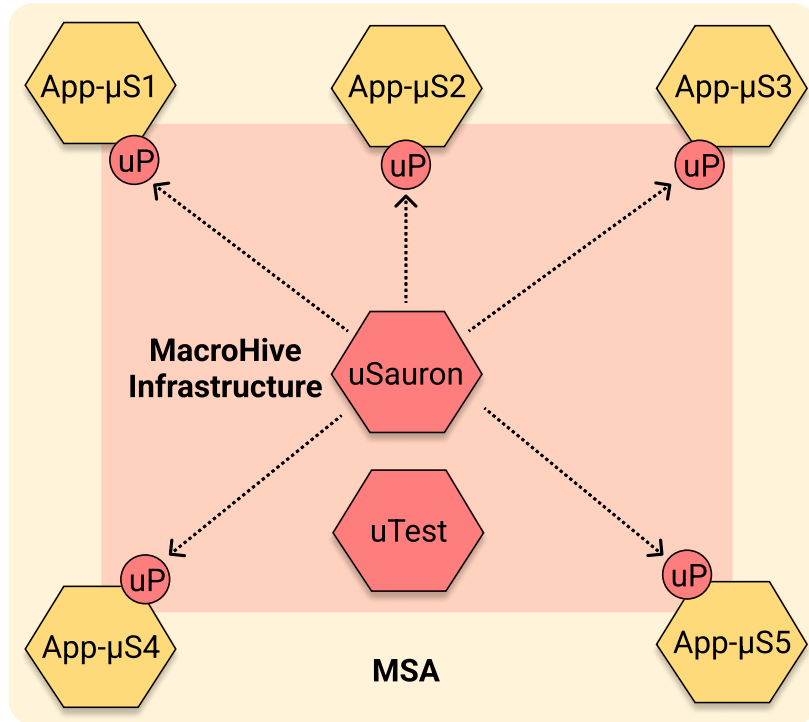 App-µS1
App-µS2
App-µS3
uP
uP
uP
MacroHive
Infrastructure
uSauron
uTest
uP
uP
App-µS4
App-µS5
MSA